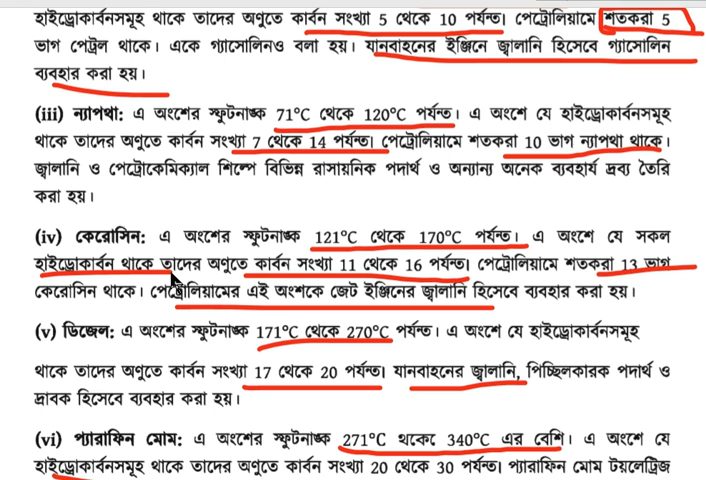 হাইড্রোকার্বনসমূহ থাকে তাদের অণুতে কার্বন সংখ্যা 5 থেকে 10 পর্যন্ত। পেট্রোলিয়ামে শতকরা 5
ভাগ পেট্রল থাকে। একে গ্যাসোলিনও বলা হয়। যানবাহনের ইঞ্জিনে জ্বালানি হিসেবে গ্যাসোলিন
ব্যবহার করা হয়।
(iii) ন্যাপথা: এ অংশের স্ফুটনাঙ্ক 71°C থেকে 120°C পর্যন্ত। এ অংশে যে হাইড্রোকার্বনসমূহ
থাকে তাদের অণুতে কার্বন সংখ্যা 7 থেকে 14 পর্যন্ত। পেট্রোলিয়ামে শতকরা 10 ভাগ ন্যাপথা থাকে।
জ্বালানি ও পেট্রোকেমিক্যাল শিল্পে বিভিন্ন রাসায়নিক পদার্থ ও অন্যান্য অনেক ব্যবহার্য দ্রব্য তৈরি
করা হয়।
(iv) কেরোসিন: এ অংশের স্ফুটনাঙ্ক 121°C থেকে 170°C পর্যন্ত। এ অংশে যে সকল
হাইড্রোকার্বন থাকে তাদের অণুতে কার্বন সংখ্যা 11 থেকে 16 পর্যন্ত। পেট্রোলিয়ামে শতকরা 13 ভাগ
কেরোসিন থাকে। পেট্রোলিয়ামের এই অংশকে জেট ইঞ্জিনের জ্বালানি হিসেবে ব্যবহার করা হয়।
(v) ডিজেল: এ অংশের স্ফুটনাঙ্ক 171°C থেকে 270°C পর্যন্ত। এ অংশে যে হাইড্রোকার্বনসমূহ
থাকে তাদের অণুতে কার্বন সংখ্যা 17 থেকে 20 পর্যন্ত। যানবাহনের জ্বালানি, পিচ্ছিলকারক পদার্থ ও
দ্রাবক হিসেবে ব্যবহার করা হয়।
(vi) প্যারাফিন মোম: এ অংশের স্ফুটনাঙ্ক 271°C থকেে 340°C এর বেশি। এ অংশে যে
হাইড্রোকার্বনসমূহ থাকে তাদের অণুতে কার্বন সংখ্যা 20 থেকে 30 পর্যন্ত। প্যারাফিন মোম টয়লেট্রিজ